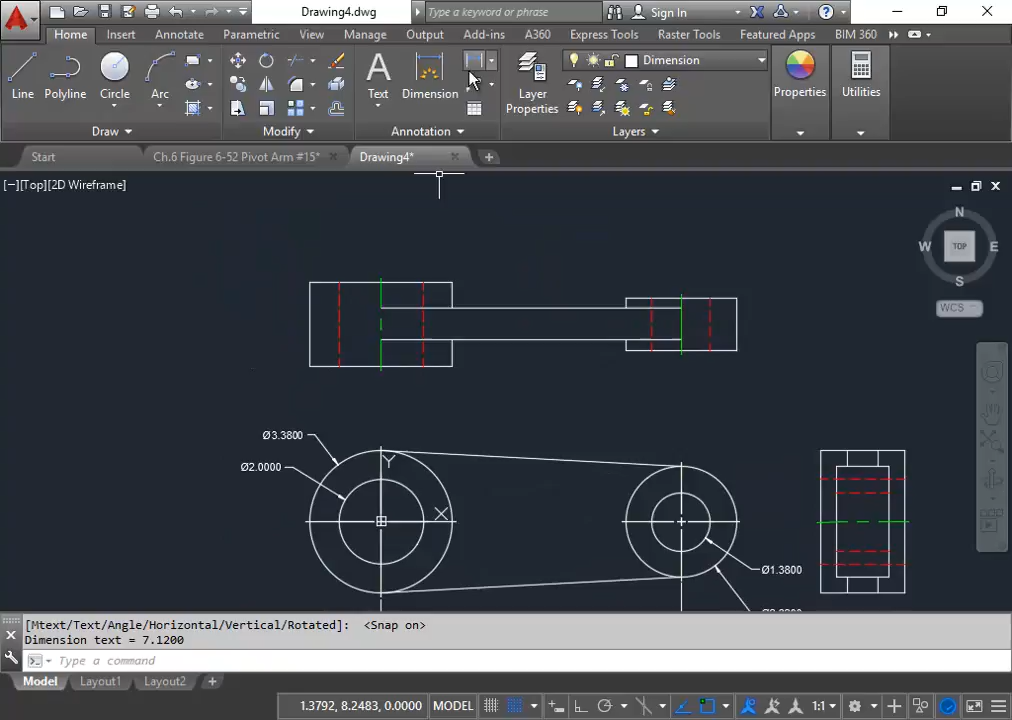 Drawing4.dwg
Type a keyword or phrase
Sign In
Home Insert Annotate Parametric View Manage Output Add-ins A360 Express Tools Raster Tools Featured Apps BIM 360
Line Polyline Circle Arc
Text Dimension
Layer Properties
Dimension
Properties Utilities
Draw Modify Annotation Layers
Start Ch.6 Figure 6-52 Pivot Arm #15* Drawing4*
[−][Top][2D Wireframe]
N
W TOP E
S
WCS
Ø3.3800
Ø2.0000
Y
X
Ø1.3800
[Mtext/Text/Angle/Horizontal/Vertical/Rotated]: <Snap on>
Dimension text = 7.1200
Type a command
Model Layout1 Layout2
1.3792, 8.2483, 0.0000 MODEL 1:1